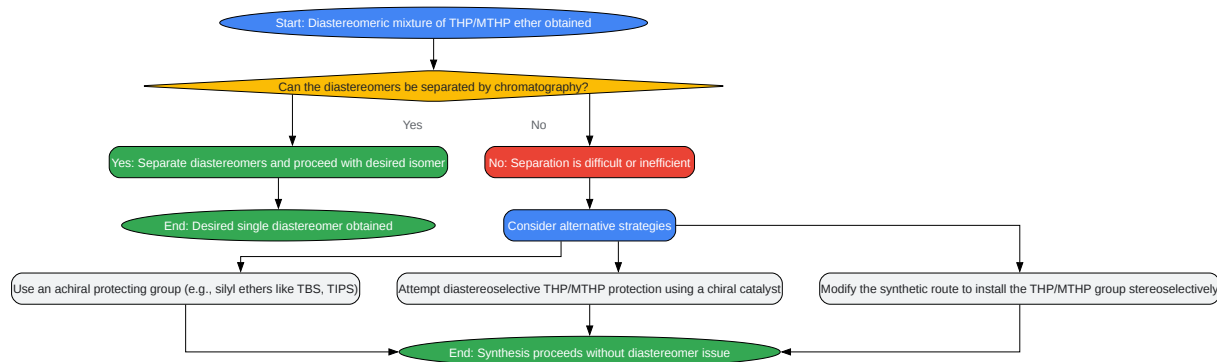 Start: Diastereomeric mixture of THP/MTHP ether obtained
Can the diastereomers be separated by chromatography?
Yes
No
Yes: Separate diastereomers and proceed with desired isomer
No: Separation is difficult or inefficient
End: Desired single diastereomer obtained
Consider alternative strategies
Use an achiral protecting group (e.g., silyl ethers like TBS, TIPS)
Attempt diastereoselective THP/MTHP protection using a chiral catalyst
Modify the synthetic route to install the THP/MTHP group stereoselectively
End: Synthesis proceeds without diastereomer issue